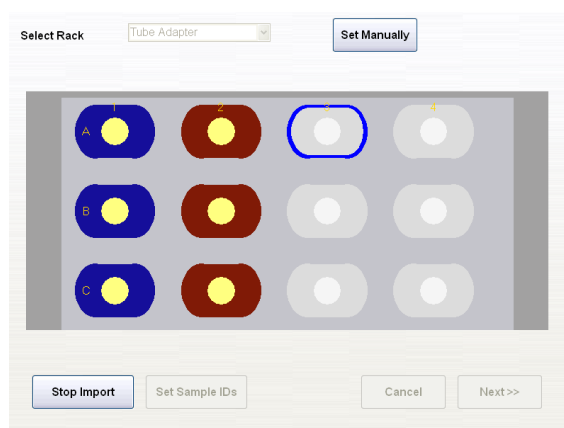 Select Rack Tube Adapter Set Manually
1 2 3 4
A
B
C
Stop Import Set Sample IDs Cancel Next>>